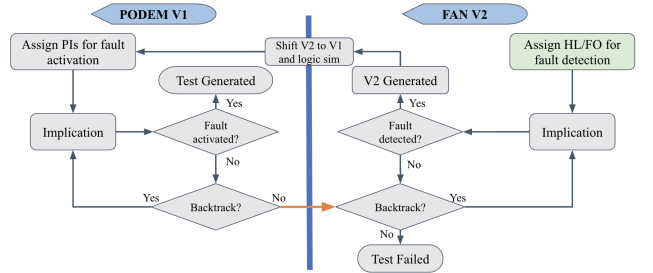 PODEM V1
FAN V2
Assign PIs for fault
activation
Shift V2 to V1
and logic sim
Assign HL/FO for
fault detection
Test Generated
V2 Generated
Yes
Yes
Implication
Fault
activated?
Fault
detected?
Implication
No
No
Yes
Backtrack?
No
Backtrack?
Yes
No
Test Failed